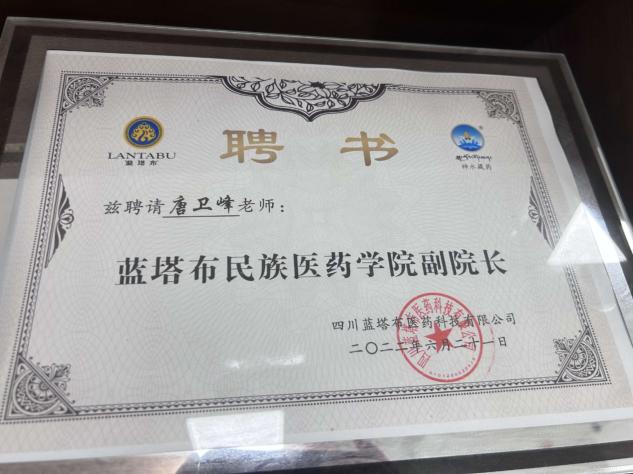 聘书
LANTABU
蓝塔布
神水藏药
兹聘请唐卫峰老师：
蓝塔布民族医药学院副院长
四川蓝塔布医药科技有限公司
二〇二二年六月二十一日